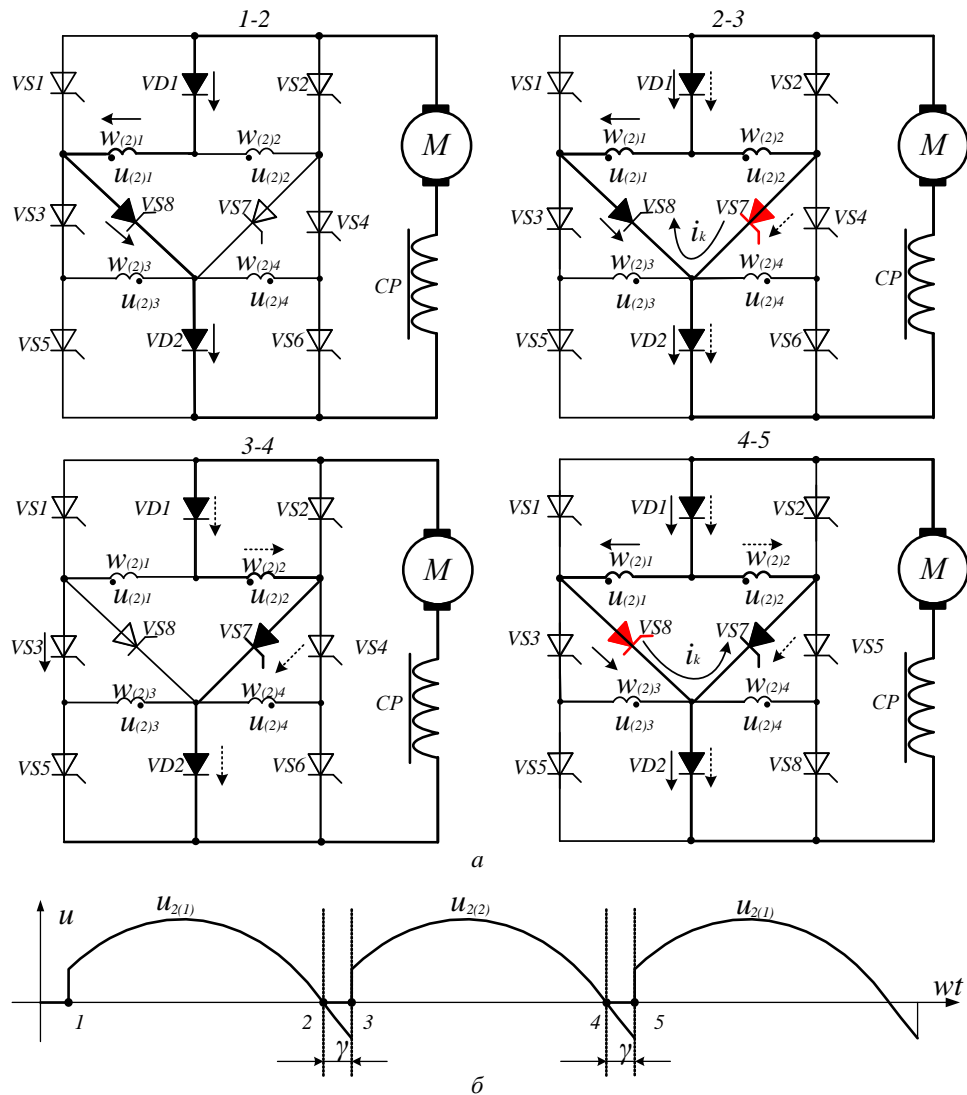 1-2
VS1
VD1
VS2
w(2)1
w(2)2
u(2)1
u(2)2
VS3
VS8
VS7
VS4
w(2)3
w(2)4
u(2)3
u(2)4
VS5
VD2
VS6
M
CP
2-3
VS1
VD1
VS2
w(2)1
w(2)2
u(2)1
u(2)2
VS3
VS8
VS7
VS4
iк
w(2)3
w(2)4
u(2)3
u(2)4
VS5
VD2
VS6
M
CP
3-4
VS1
VD1
VS2
w(2)1
w(2)2
u(2)1
u(2)2
VS3
VS8
VS7
VS4
w(2)3
w(2)4
u(2)3
u(2)4
VS5
VD2
VS6
M
CP
4-5
VS1
VD1
VS2
w(2)1
w(2)2
u(2)1
u(2)2
VS3
VS8
VS7
VS5
iк
w(2)3
w(2)4
u(2)3
u(2)4
VS5
VD2
VS8
M
CP
а
u
u2(1)
u2(2)
u2(1)
wt
1
2
3
4
5
γ
γ
б